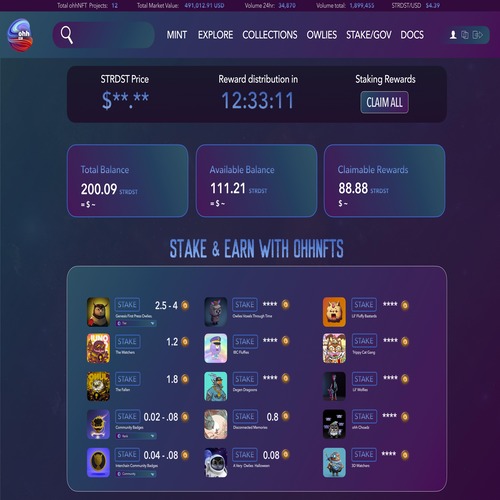 Total ohhNFT Projects: 12 Total Market Value: 491,012.91 USD Volume 24hr: 34,870 Volume total: 1,899,455 STRDST/USD $4.39
ohh
MINT EXPLORE COLLECTIONS OWLIES STAKE/GOV DOCS
STRDST Price Reward distribution in Staking Rewards
$**.** 12:33:11 CLAIM ALL
Total Balance Available Balance Claimable Rewards
200.09 STRDST 111.21 STRDST 88.88 STRDST
= $ ~ = $ ~ $ ~
STAKE & EARN WITH OHHNFTS
STAKE 2.5 - 4 STAKE **** STAKE ****
Genesis First Press Owlies Owlies Hoots Through Time Lil' Fluffy Bastards
STAKE 1.2 STAKE **** STAKE ****
The Watchers IBC Fluffies Trippy Cat Gang
STAKE 1.8 STAKE **** STAKE ****
The Fallen Degen Dragoons Lil' Wolfies
STAKE 0.02 - .08 STAKE 0.8 STAKE ****
Community Badges Disconnected Memories ohh Chowdz
STAKE 0.04 - .08 STAKE 0.08 STAKE ****
Interchain Community Badges A Very Owlies Halloween 3D Watchers
Community